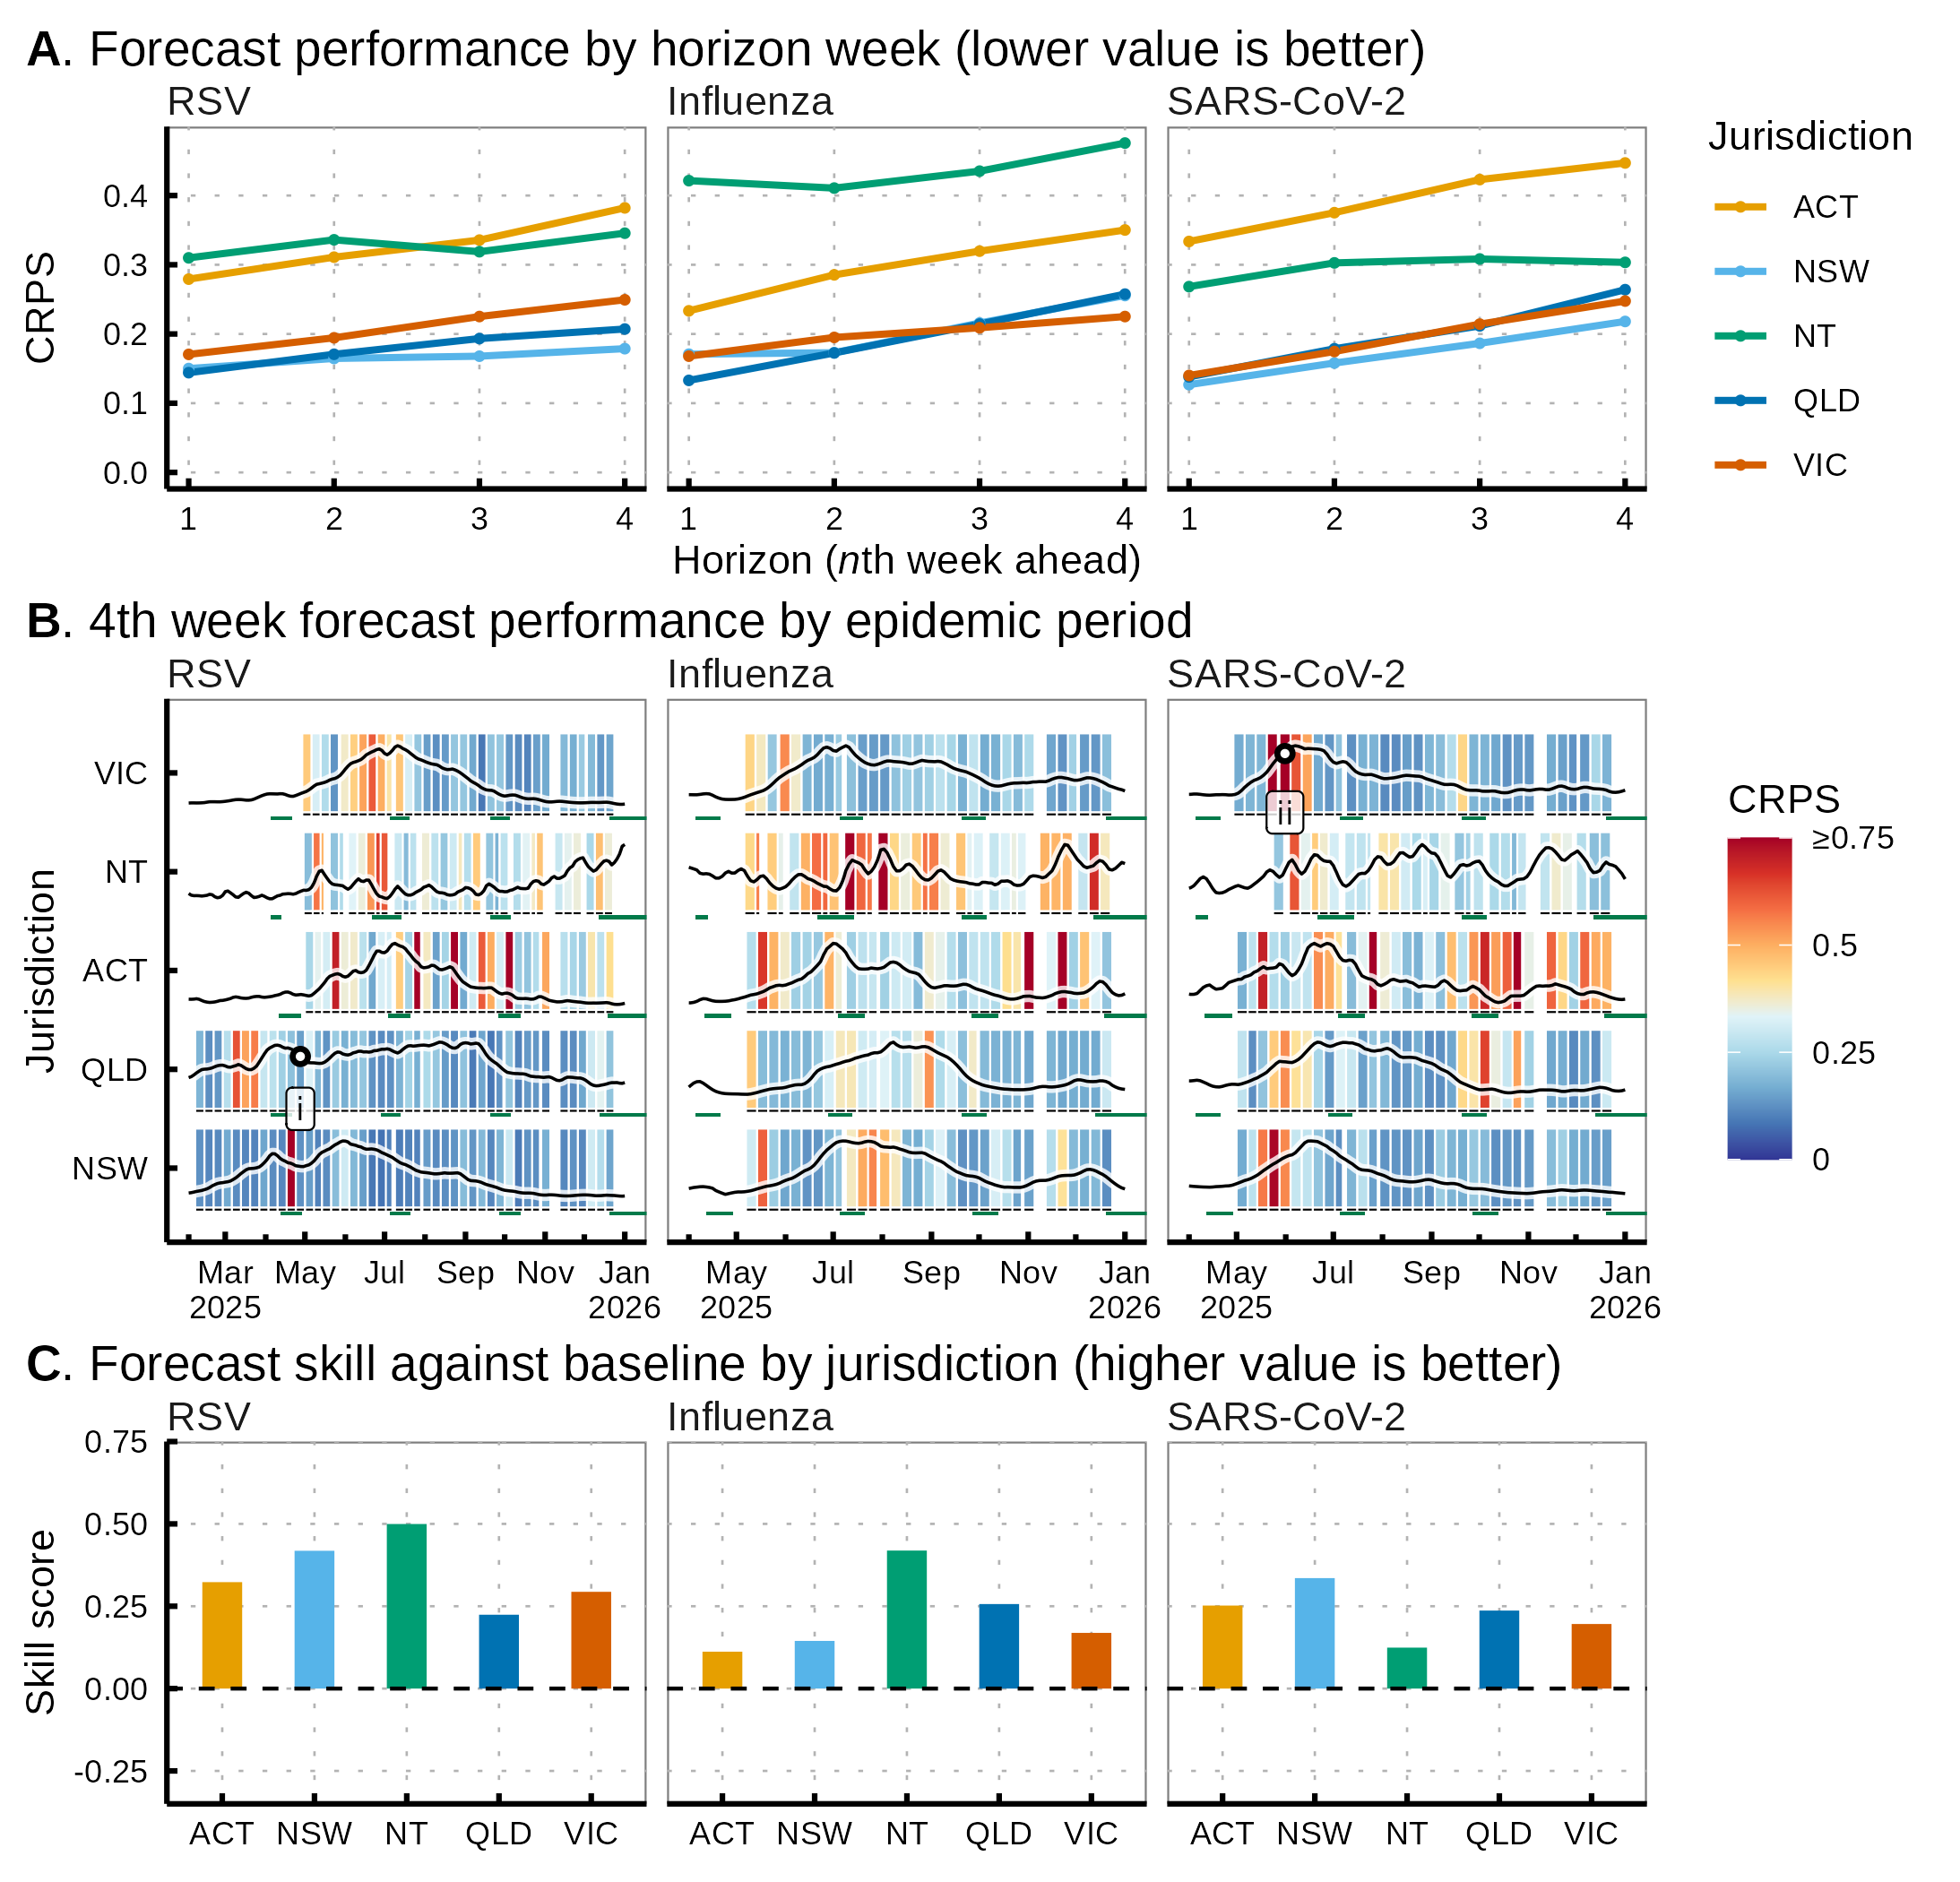 A. Forecast performance by horizon week (lower value is better)
RSV Influenza SARS-CoV-2
CRPS
0.4
0.3
0.2
0.1
0.0
1 2 3 4 1 2 3 4 1 2 3 4
Horizon (nth week ahead)
Jurisdiction
ACT
NSW
NT
QLD
VIC
B. 4th week forecast performance by epidemic period
RSV Influenza SARS-CoV-2
Jurisdiction
VIC
NT
ACT
QLD
NSW
i
ii
Mar May Jul Sep Nov Jan May Jul Sep Nov Jan May Jul Sep Nov Jan
2025 2026 2025 2026 2025 2026
CRPS
≥0.75
0.5
0.25
0
C. Forecast skill against baseline by jurisdiction (higher value is better)
RSV Influenza SARS-CoV-2
Skill score
0.75
0.50
0.25
0.00
-0.25
ACT NSW NT QLD VIC ACT NSW NT QLD VIC ACT NSW NT QLD VIC